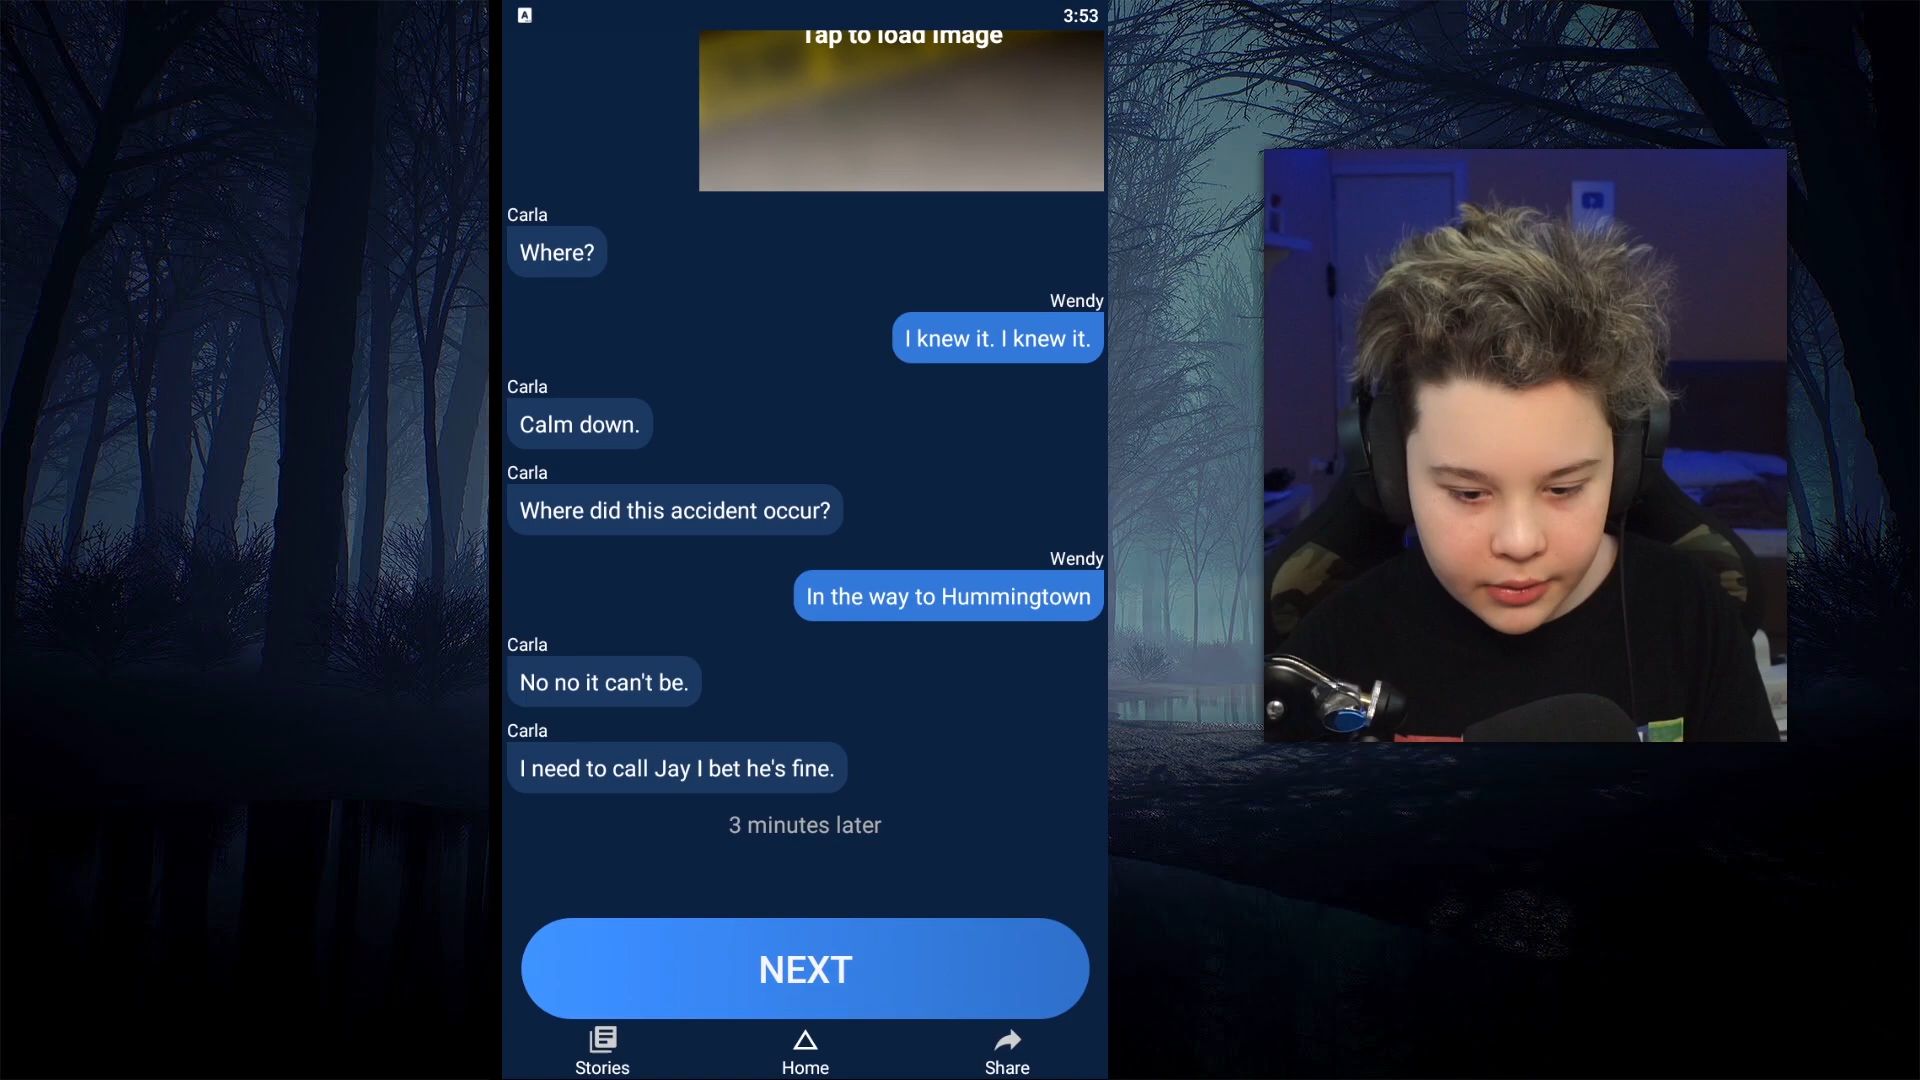 A
3:53
Tap to load image
Carla
Where?
Wendy
I knew it. I knew it.
Carla
Calm down.
Carla
Where did this accident occur?
Wendy
In the way to Hummingtown
Carla
No no it can't be.
Carla
I need to call Jay I bet he's fine.
3 minutes later
NEXT
Stories
Home
Share